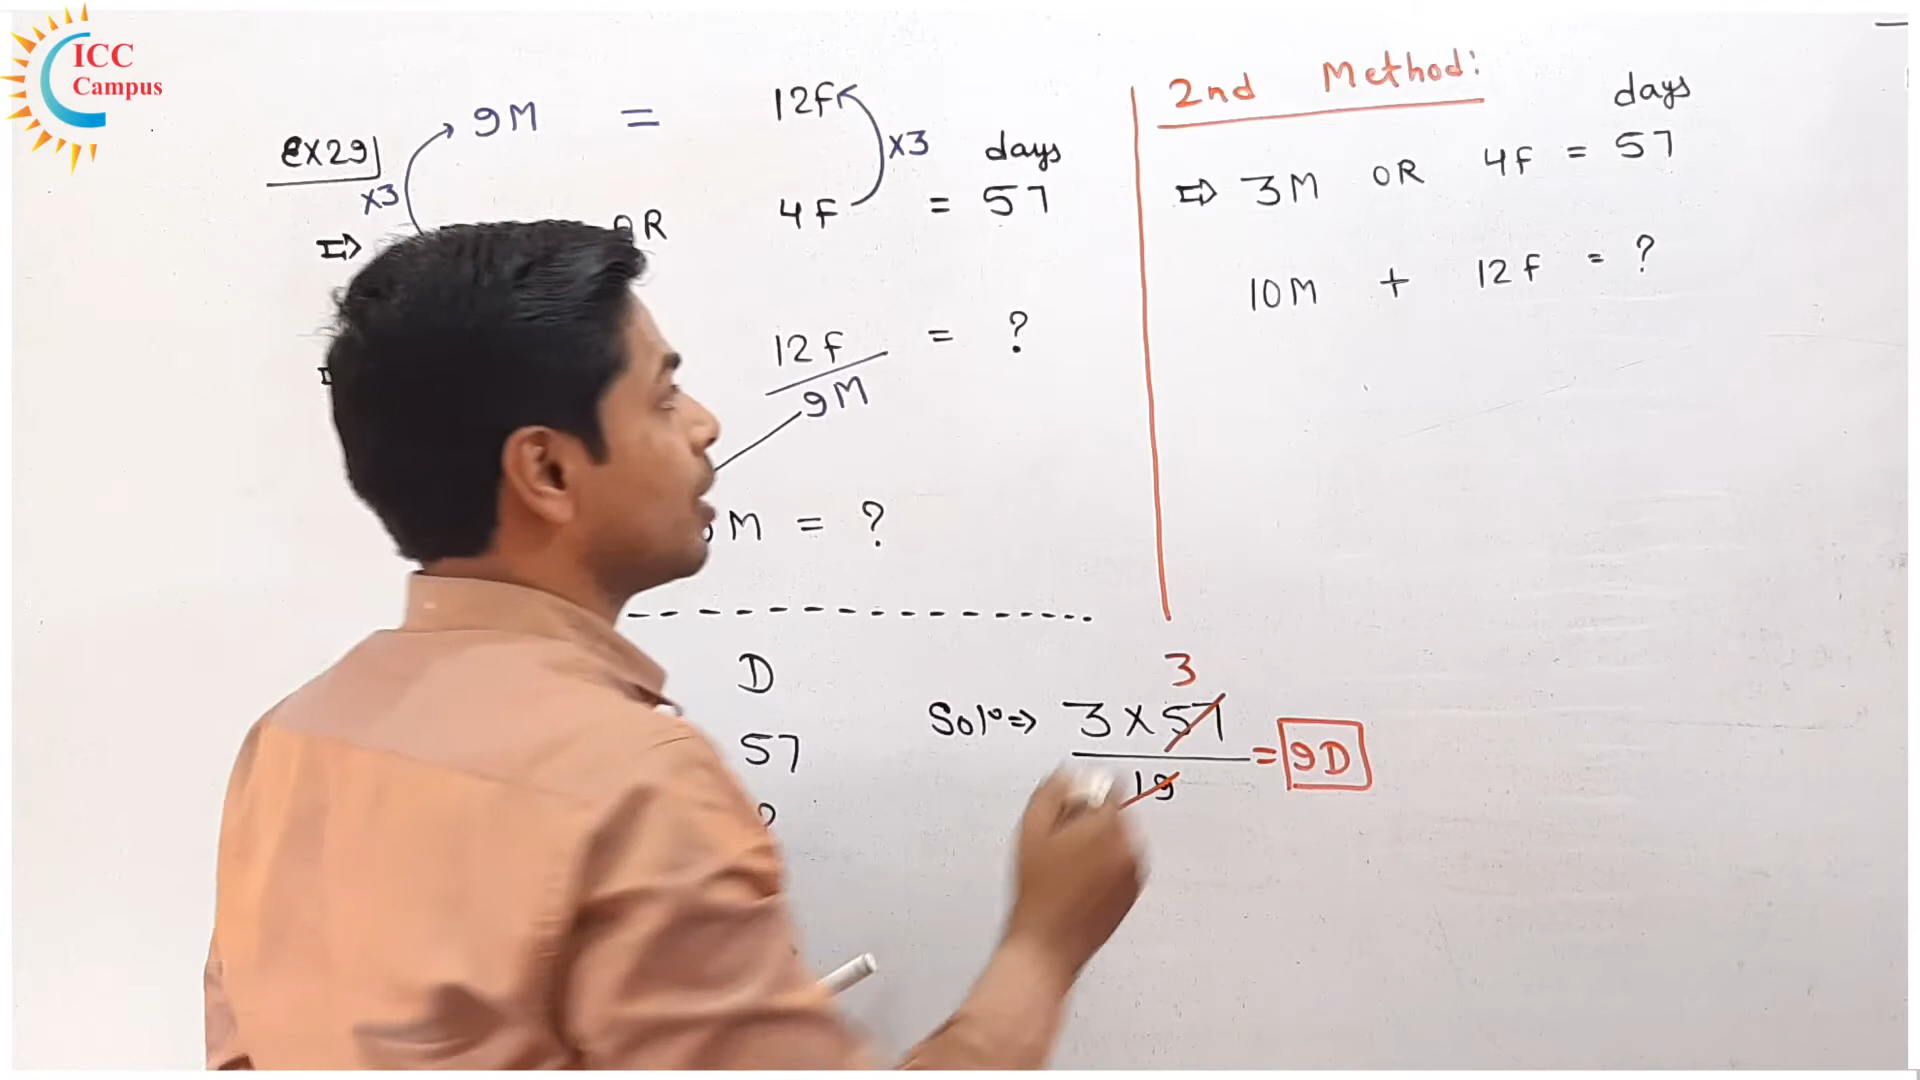 ICC
Campus
ex29
9M = 12F
x3
x3
days
OR 4F = 57
12F = ?
9M
M = ?
D
57
Solⁿ ⇒ 3 x 57 = 9D
3
19
2nd Method:
days
⇒ 3M OR 4F = 57
10M + 12F = ?